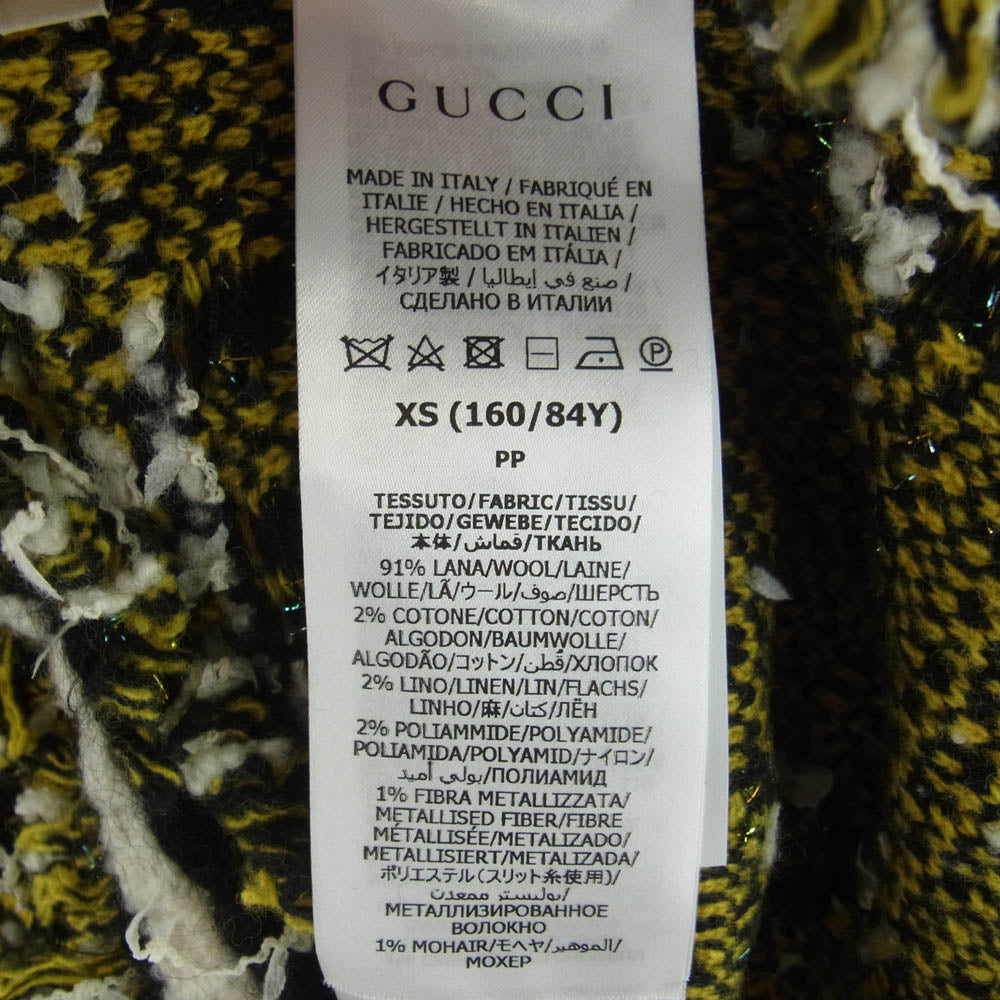 GUCCI
MADE IN ITALY / FABRIQUÉ EN
ITALIE / HECHO EN ITALIA /
HERGESTELLT IN ITALIEN /
FABRICADO EM ITÁLIA /
イタリア製 / صنع في إيطاليا /
СДЕЛАНО В ИТАЛИИ
P
XS (160/84Y)
PP
TESSUTO/FABRIC/TISSU/
TEJIDO/GEWEBE/TECIDO/
本体/قماش/ТКАНЬ
91% LANA/WOOL/LAINE/
WOLLE/LÃ/ウール/صوف/ШЕРСТЬ
2% COTONE/COTTON/COTON/
ALGODON/BAUMWOLLE/
ALGODÃO/コットン/قطن/ХЛОПОК
2% LINO/LINEN/LIN/FLACHS/
LINHO/麻/كتان/ЛЁН
2% POLIAMMIDE/POLYAMIDE/
POLIAMIDA/POLYAMID/ナイロン/
بولي أميد/ПОЛИАМИД
1% FIBRA METALLIZZATA/
METALLISED FIBER/FIBRE
MÉTALLISÉE/METALIZADO/
METALLISIERT/METALIZADA/
ポリエステル(スリット糸使用)/
بوليستر ممعدن/
МЕТАЛЛИЗИРОВАННОЕ
ВОЛОКНО
1% MOHAIR/モヘヤ/الموهير/
МОХЕР